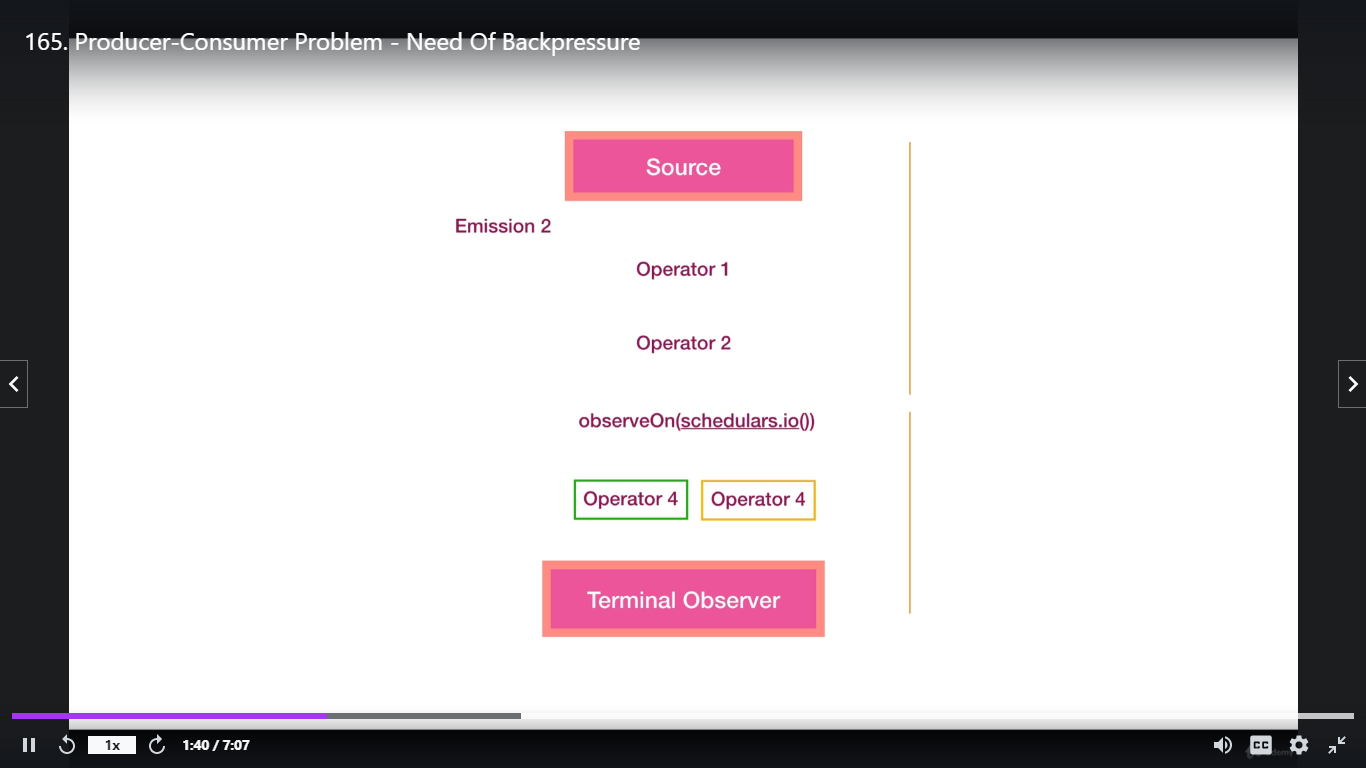 165. Producer-Consumer Problem - Need Of Backpressure
Source
Emission 2
Operator 1
Operator 2
observeOn(schedulars.io())
Operator 4 Operator 4
Terminal Observer
1x 1:40 / 7:07 CC